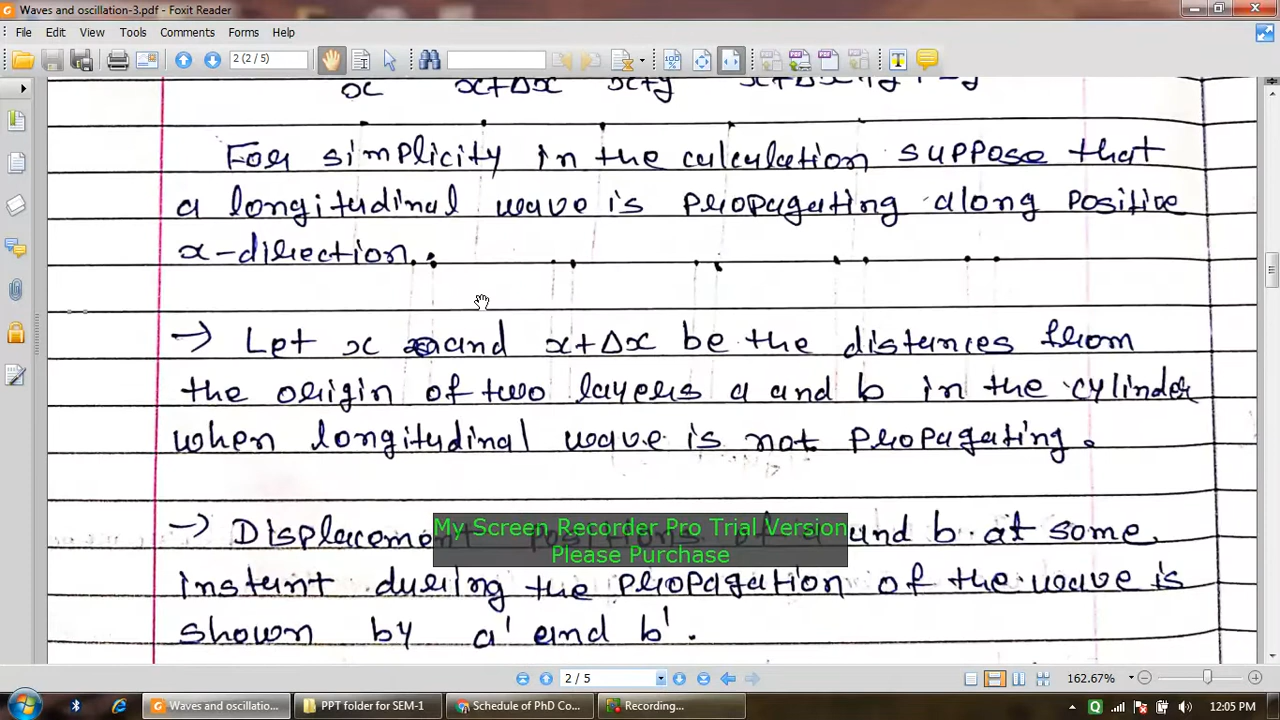 Waves and oscillation-3.pdf - Foxit Reader
File Edit View Tools Comments Forms Help
2 (2 / 5)
x x+Δx x+y x+Δx+y+
For simplicity in the calculation suppose that
a longitudinal wave is propagating along positive
x-direction.
→ Let x and x+Δx be the distances from
the origin of two layers a and b in the cylinder
when longitudinal wave is not propagating.
→ Displacement positions of a and b at some
My Screen Recorder Pro Trial Version
Please Purchase
instant during the propagation of the wave is
shown by a' and b'.
2 / 5 162.67%
Waves and oscillatio... PPT folder for SEM-1 Schedule of PhD Co... Recording... 12:05 PM